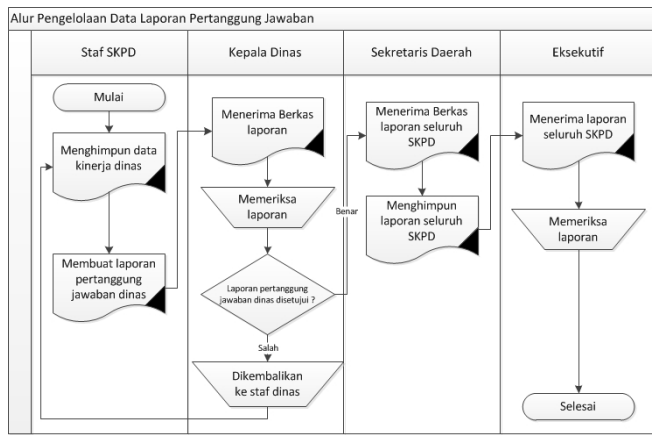 Alur Pengelolaan Data Laporan Pertanggung Jawaban
Staf SKPD
Kepala Dinas
Sekretaris Daerah
Eksekutif
Mulai
Menghimpun data
kinerja dinas
Membuat laporan
pertanggung
jawaban dinas
Menerima Berkas
laporan
Memeriksa
laporan
Laporan pertanggung
jawaban dinas disetujui ?
Benar
Salah
Dikembalikan
ke staf dinas
Menerima Berkas
laporan seluruh
SKPD
Menghimpun
laporan seluruh
SKPD
Menerima laporan
seluruh SKPD
Memeriksa
laporan
Selesai